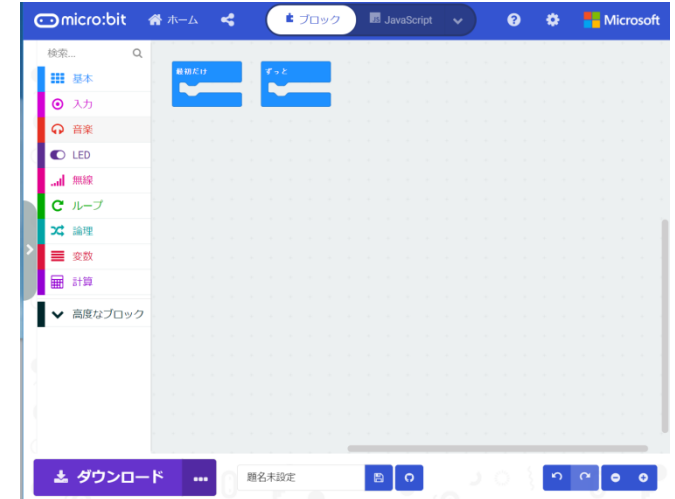 micro:bit ホーム ブロック JavaScript Microsoft
検索...
基本
最初だけ ずっと
入力
音楽
LED
無線
ループ
論理
変数
計算
高度なブロック
ダウンロード ... 題名未設定